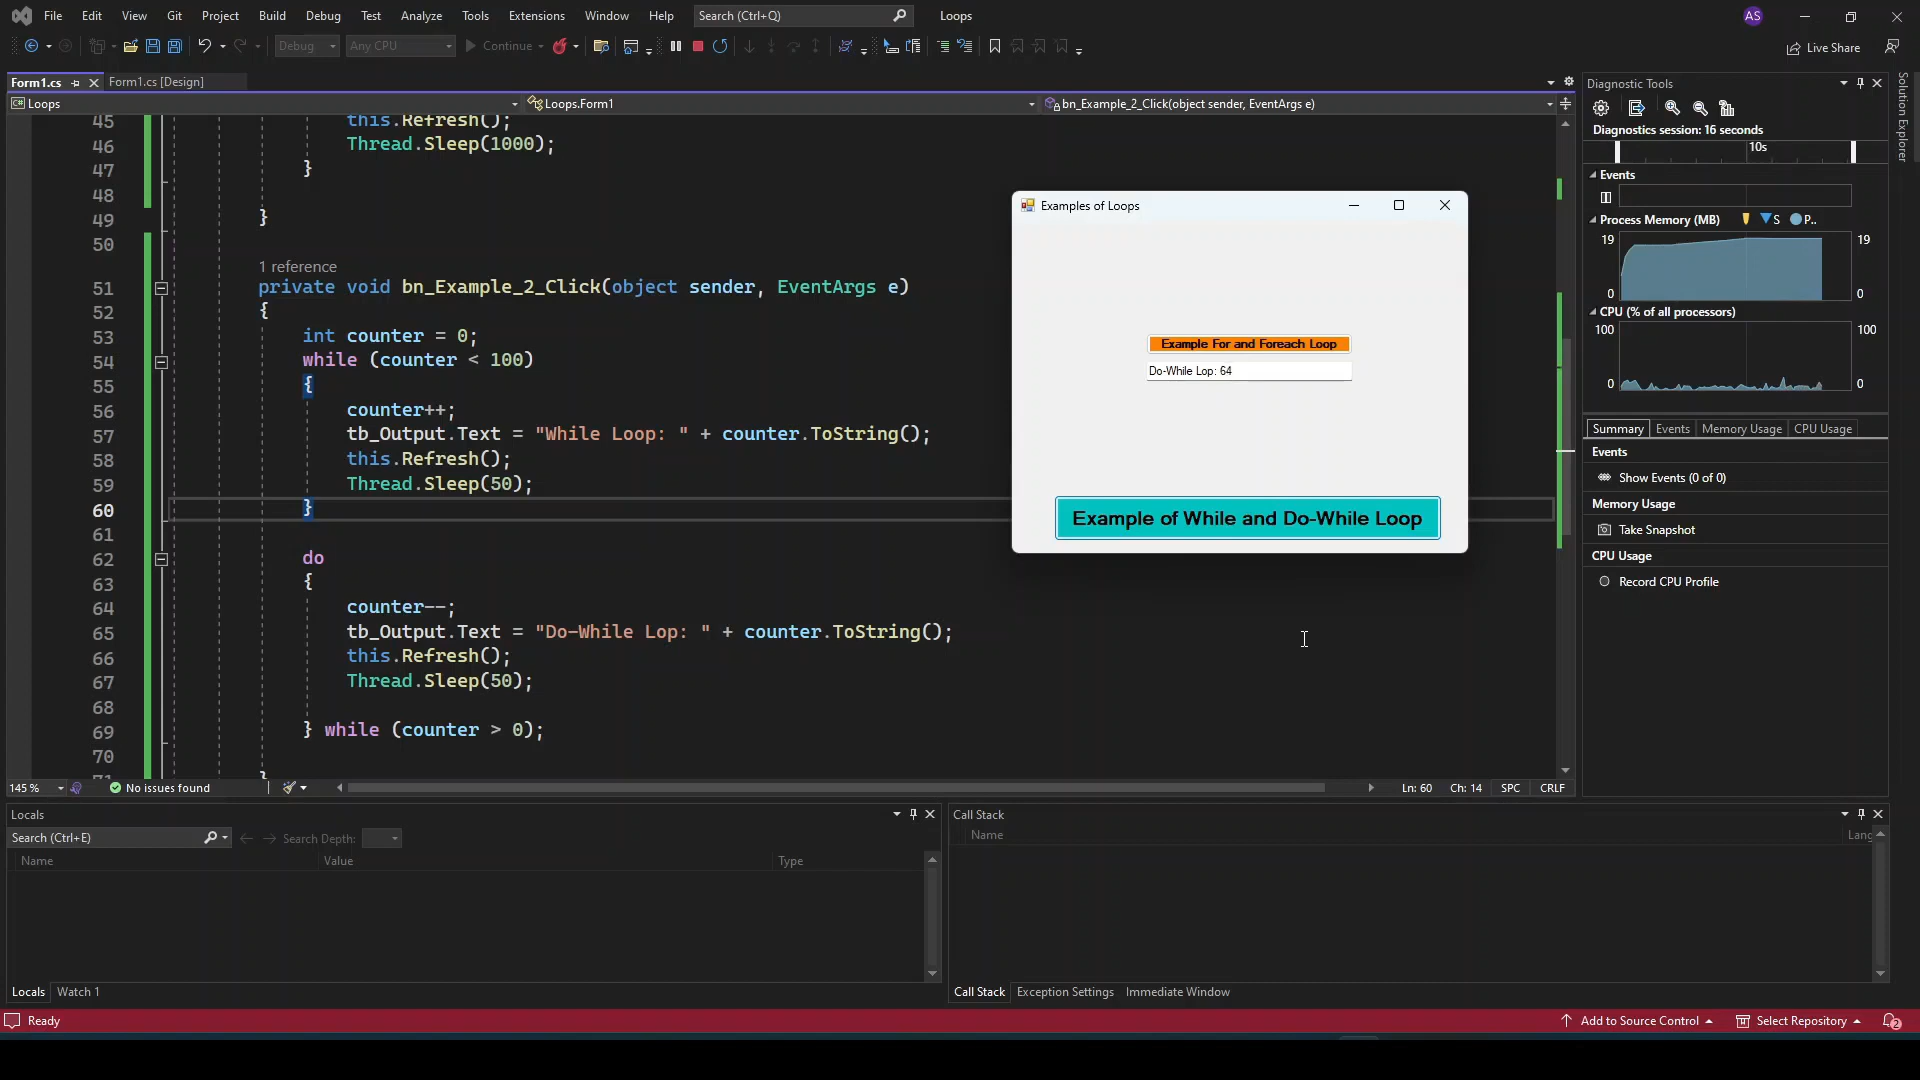 File Edit View Git Project Build Debug Test Analyze Tools Extensions Window Help Search (Ctrl+Q) Loops AS
Debug Any CPU Continue Live Share
Form1.cs Form1.cs [Design]
C# Loops Loops.Form1 bn_Example_2_Click(object sender, EventArgs e)
45 this.Refresh();
46 Thread.Sleep(1000);
47 }
48
49 }
50
1 reference
51 private void bn_Example_2_Click(object sender, EventArgs e)
52 {
53 int counter = 0;
54 while (counter < 100)
55 {
56 counter++;
57 tb_Output.Text = "While Loop: " + counter.ToString();
58 this.Refresh();
59 Thread.Sleep(50);
60 }
61
62 do
63 {
64 counter--;
65 tb_Output.Text = "Do-While Lop: " + counter.ToString();
66 this.Refresh();
67 Thread.Sleep(50);
68
69 } while (counter > 0);
70
71 }
145 % No issues found Ln: 60 Ch: 14 SPC CRLF
Examples of Loops
Example For and Foreach Loop
Do-While Lop: 64
Example of While and Do-While Loop
Diagnostic Tools
Diagnostics session: 16 seconds
10s
Events
Process Memory (MB) S P..
19 19
0 0
CPU (% of all processors)
100 100
0 0
Summary Events Memory Usage CPU Usage
Events
Show Events (0 of 0)
Memory Usage
Take Snapshot
CPU Usage
Record CPU Profile
Solution Explorer
Locals
Search (Ctrl+E) Search Depth:
Name Value Type
Locals Watch 1
Call Stack
Name Lang
Call Stack Exception Settings Immediate Window
Ready Add to Source Control Select Repository 2